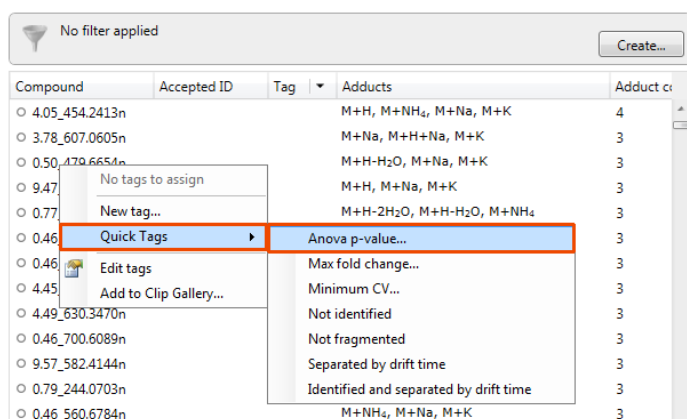 No filter applied
Create...
Compound Accepted ID Tag Adducts Adduct co
4.05_454.2413n M+H, M+NH₄, M+Na, M+K 4
3.78_607.0605n M+Na, M+H+Na, M+K 3
0.50_479.6654n M+H-H₂O, M+Na, M+K 3
9.47 M+H, M+Na, M+K 3
0.77 M+H-2H₂O, M+H-H₂O, M+NH₄ 3
0.46 3
0.46 3
4.45 3
4.49_630.3470n 3
0.46_700.6089n 3
9.57_582.4144n 3
0.79_244.0703n 3
0.46_560.6784n M+NH₄, M+Na, M+K 3
No tags to assign
New tag...
Quick Tags
Edit tags
Add to Clip Gallery...
Anova p-value...
Max fold change...
Minimum CV...
Not identified
Not fragmented
Separated by drift time
Identified and separated by drift time